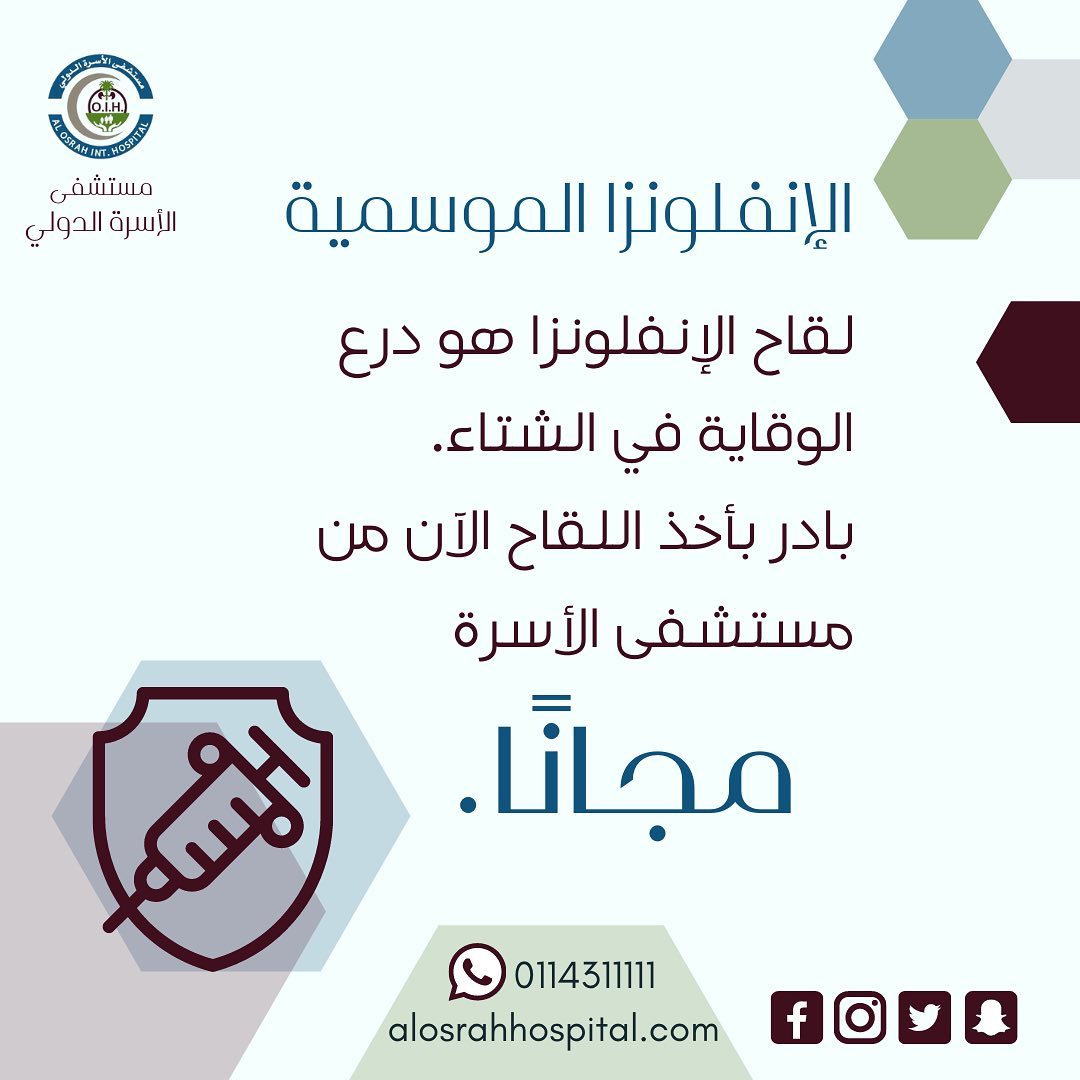 مستشفى الأسرة الدولي
O.I.H.
AL OSRAH INT. HOSPITAL
مستشفى
الأسرة الدولي
الإنفلونزا الموسمية
لقاح الإنفلونزا هو درع
الوقاية في الشتاء.
بادر بأخذ اللقاح الآن من
مستشفى الأسرة
مجانًا.
0114311111
alosrahhospital.com